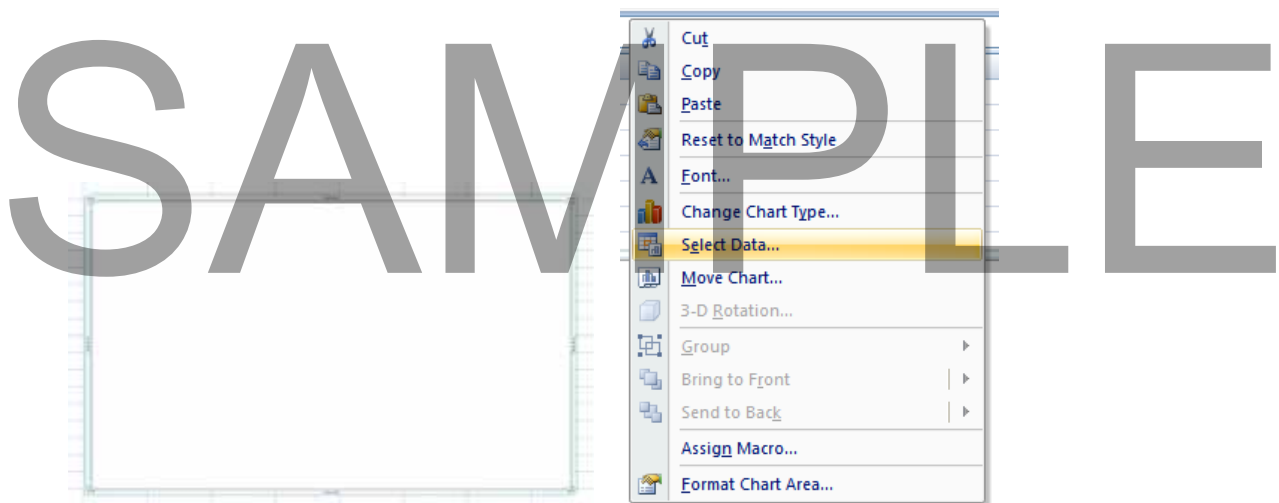 SAMPLE
Cut
Copy
Paste
Reset to Match Style
Font...
Change Chart Type...
Select Data...
Move Chart...
3-D Rotation...
Group
Bring to Front
Send to Back
Assign Macro...
Format Chart Area...